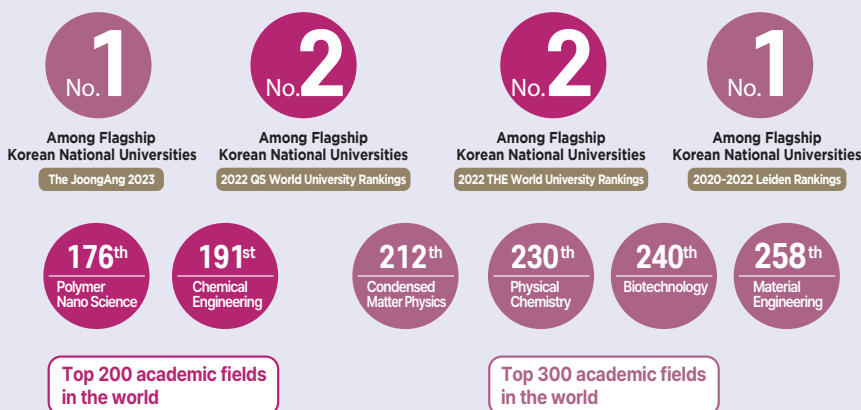 No.1
No.2
No.2
No.1
Among Flagship
Korean National Universities
The JoongAng 2023
Among Flagship
Korean National Universities
2022 QS World University Rankings
Among Flagship
Korean National Universities
2022 THE World University Rankings
Among Flagship
Korean National Universities
2020-2022 Leiden Rankings
176th
Polymer
Nano Science
191st
Chemical
Engineering
212th
Condensed
Matter Physics
230th
Physical
Chemistry
240th
Biotechnology
258th
Material
Engineering
Top 200 academic fields
in the world
Top 300 academic fields
in the world